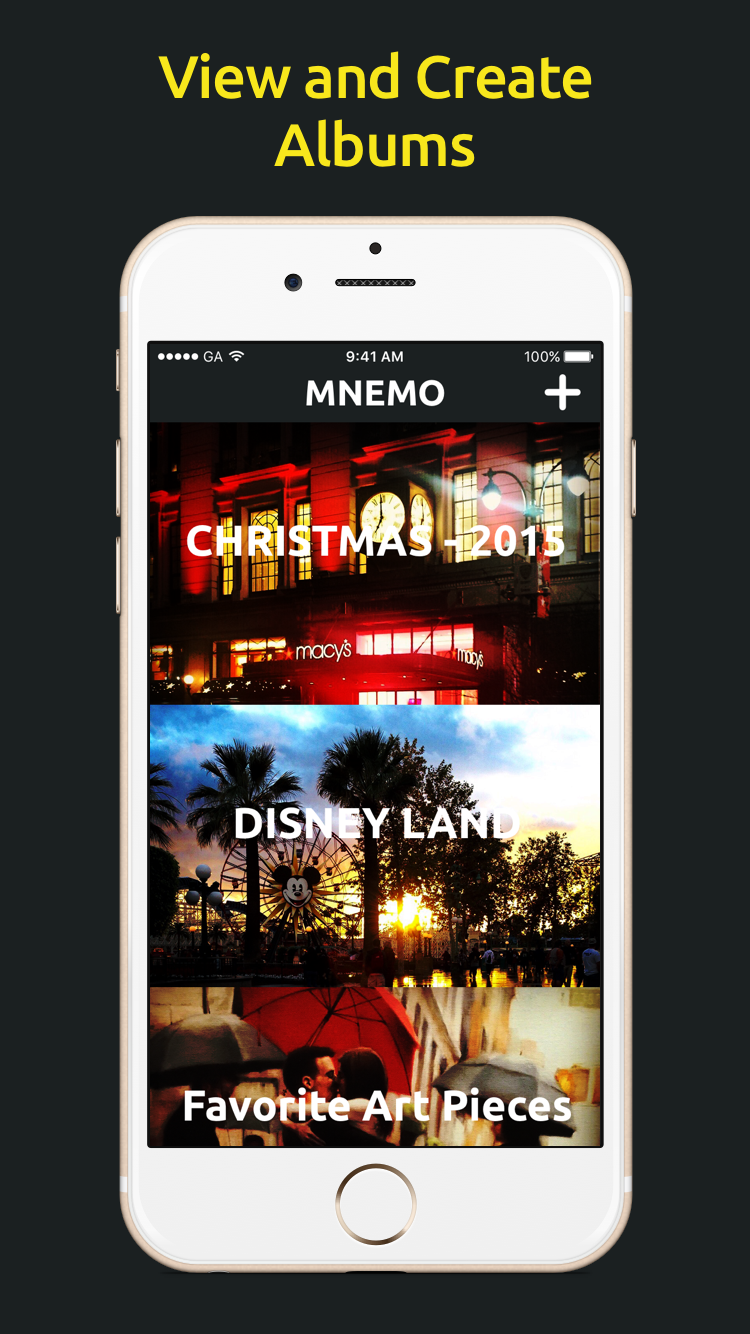 View and Create
Albums
GA 9:41 AM 100%
MNEMO
CHRISTMAS - 2015
macy's macy's
DISNEY LAND
Favorite Art Pieces